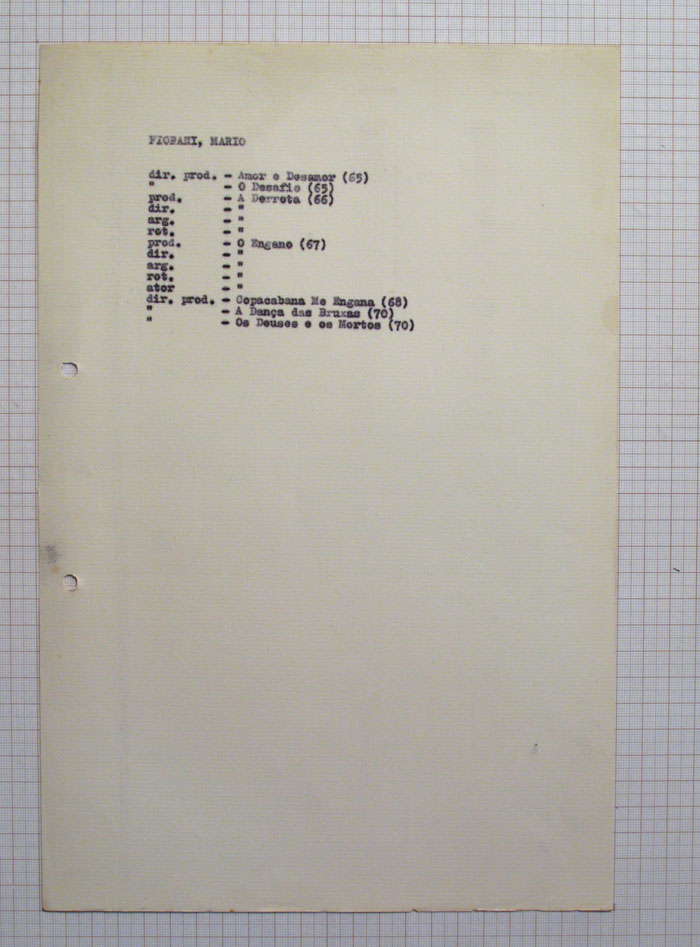 FIORANI, MARIO
dir. prod. - Amor e Desamor (65)
" - O Desafio (65)
prod. - A Derrota (66)
dir. - "
arg. - "
rot. - "
prod. - O Engano (67)
dir. - "
arg. - "
rot. - "
ator - "
dir. prod. - Copacabana Me Engana (68)
" - A Dança das Bruxas (70)
" - Os Deuses e os Mortos (70)